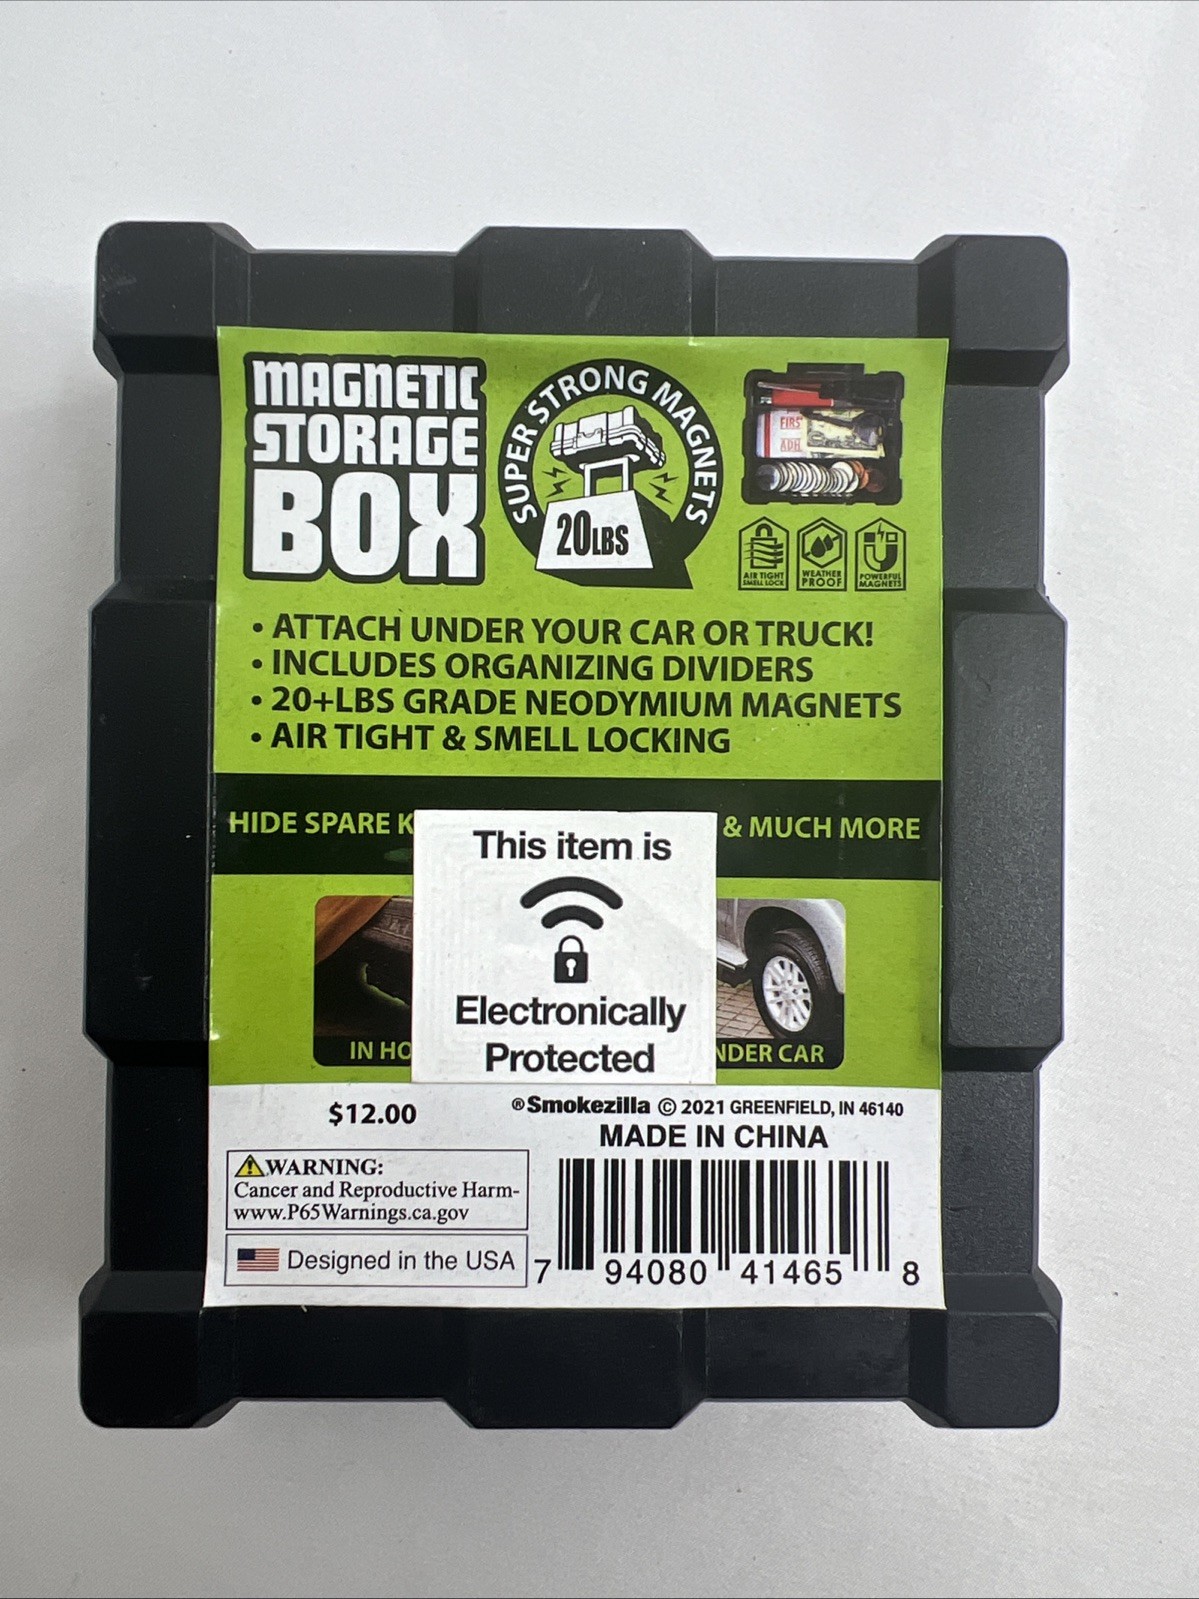 MAGNETIC
STORAGE
BOX
SUPER STRONG MAGNETS
20LBS
FIRS
ADH
AIR TIGHT
SMELL LOCK
WEATHER
PROOF
POWERFUL
MAGNETS
• ATTACH UNDER YOUR CAR OR TRUCK!
• INCLUDES ORGANIZING DIVIDERS
• 20+LBS GRADE NEODYMIUM MAGNETS
• AIR TIGHT & SMELL LOCKING
HIDE SPARE K & MUCH MORE
This item is
Electronically
Protected
IN HO NDER CAR
$12.00
®Smokezilla © 2021 GREENFIELD, IN 46140
MADE IN CHINA
WARNING:
Cancer and Reproductive Harm-
www.P65Warnings.ca.gov
Designed in the USA
7 94080 41465 8